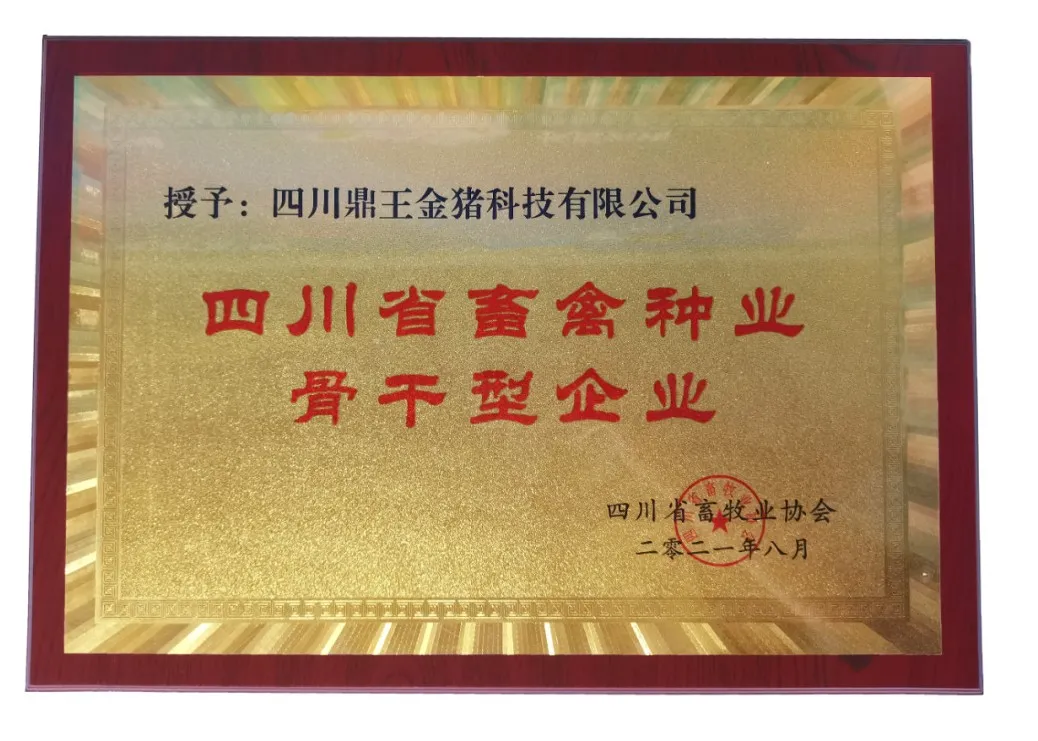 授予：四川鼎王金猪科技有限公司
四川省畜禽种业
骨干型企业
四川省畜牧业协会
二零二一年八月